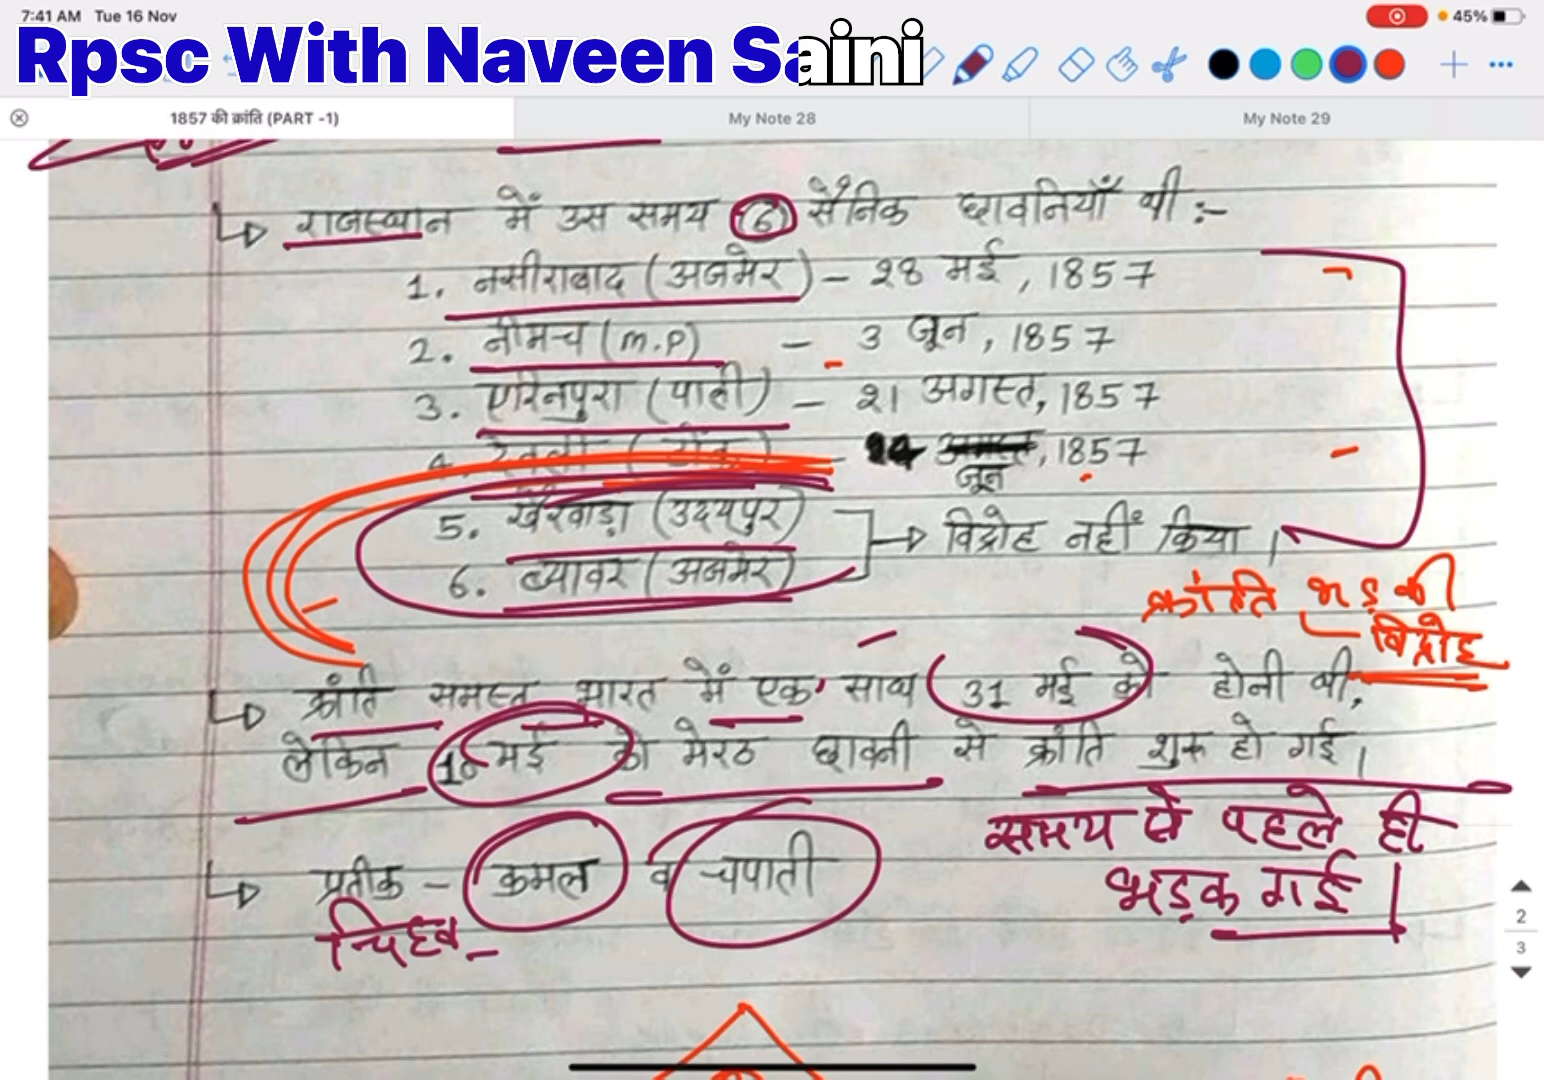 7:41 AM Tue 16 Nov
45%
Rpsc With Naveen Saini
1857 की क्रांति (PART -1)
My Note 28
My Note 29
राजस्थान में उस समय 6 सैनिक छावनियाँ थी :-
1. नसीराबाद (अजमेर) - 28 मई, 1857
2. नीमच (m.p) - 3 जून, 1857
3. एरिनपुरा (पाली) - 21 अगस्त, 1857
4. देवली (टोंक) - जून, 1857
5. खैरवाड़ा (उदयपुर)
6. ब्यावर (अजमेर)
→ विद्रोह नहीं किया।
क्रांति भड़की
विद्रोह
क्रांति समस्त भारत में एक साथ 31 मई को होनी थी,
लेकिन 10 मई को मेरठ छावनी से क्रांति शुरू हो गई।
समय से पहले ही
भड़क गई।
प्रतीक - कमल व चपाती
चिह्न -
2
3